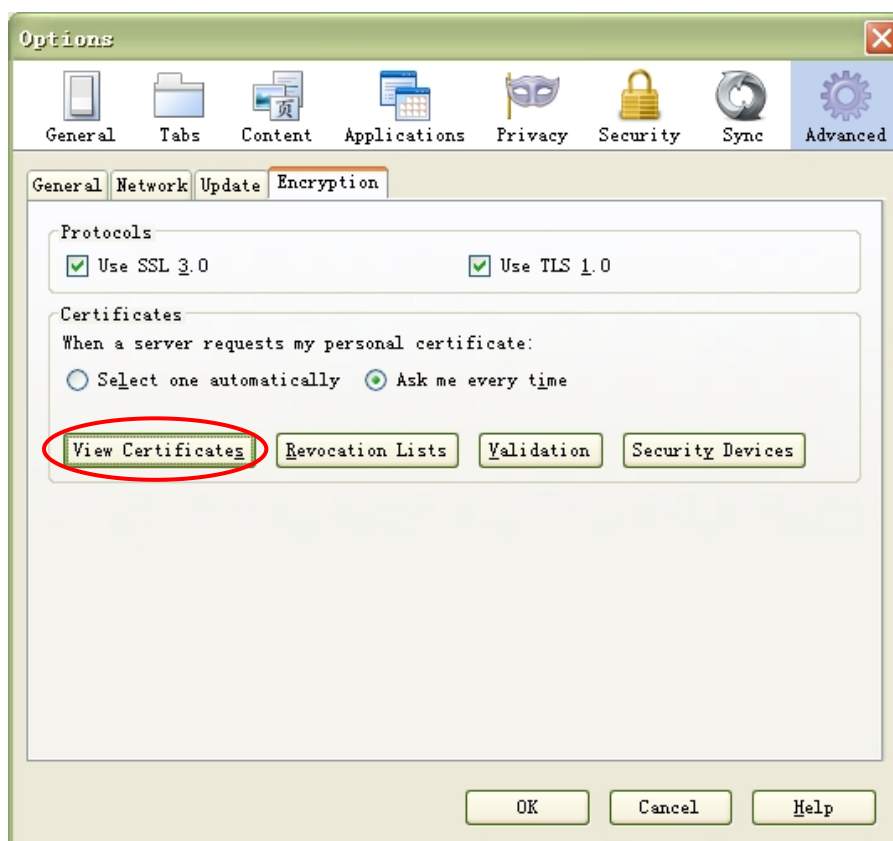 Options
General Tabs Content Applications Privacy Security Sync Advanced
页
General Network Update Encryption
Protocols
Use SSL 3.0 Use TLS 1.0
Certificates
When a server requests my personal certificate:
Select one automatically Ask me every time
View Certificates Revocation Lists Validation Security Devices
OK Cancel Help